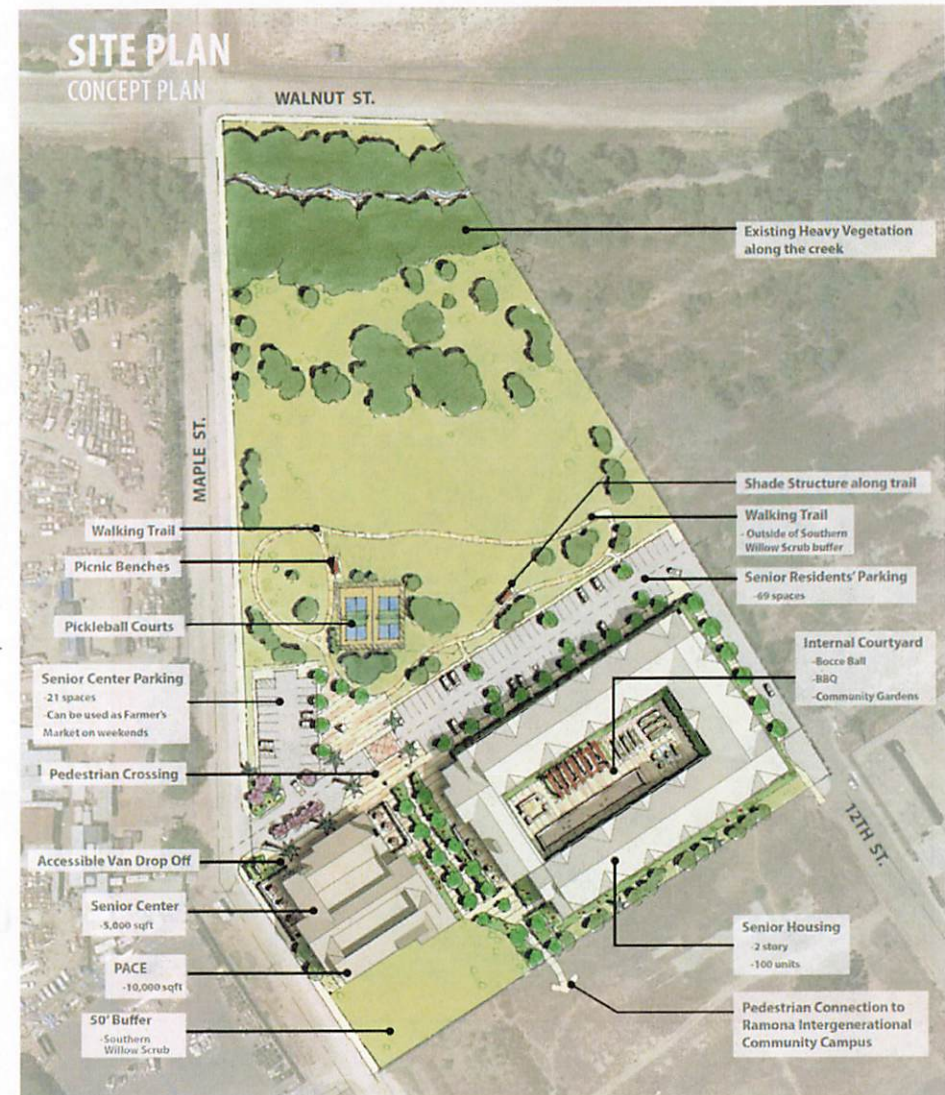 SITE PLAN
CONCEPT PLAN
WALNUT ST.
Existing Heavy Vegetation
along the creek
MAPLE ST.
Shade Structure along trail
Walking Trail
- Outside of Southern
Willow Scrub buffer
Senior Residents' Parking
-69 spaces
Internal Courtyard
-Bocce Ball
-BBQ
-Community Gardens
Walking Trail
Picnic Benches
Pickleball Courts
Senior Center Parking
-21 spaces
-Can be used as Farmer's
Market on weekends
Pedestrian Crossing
12TH ST.
Accessible Van Drop Off
Senior Center
-5,000 sqft
PACE
-10,000 sqft
50' Buffer
-Southern
Willow Scrub
Senior Housing
-2 story
-100 units
Pedestrian Connection to
Ramona Intergenerational
Community Campus